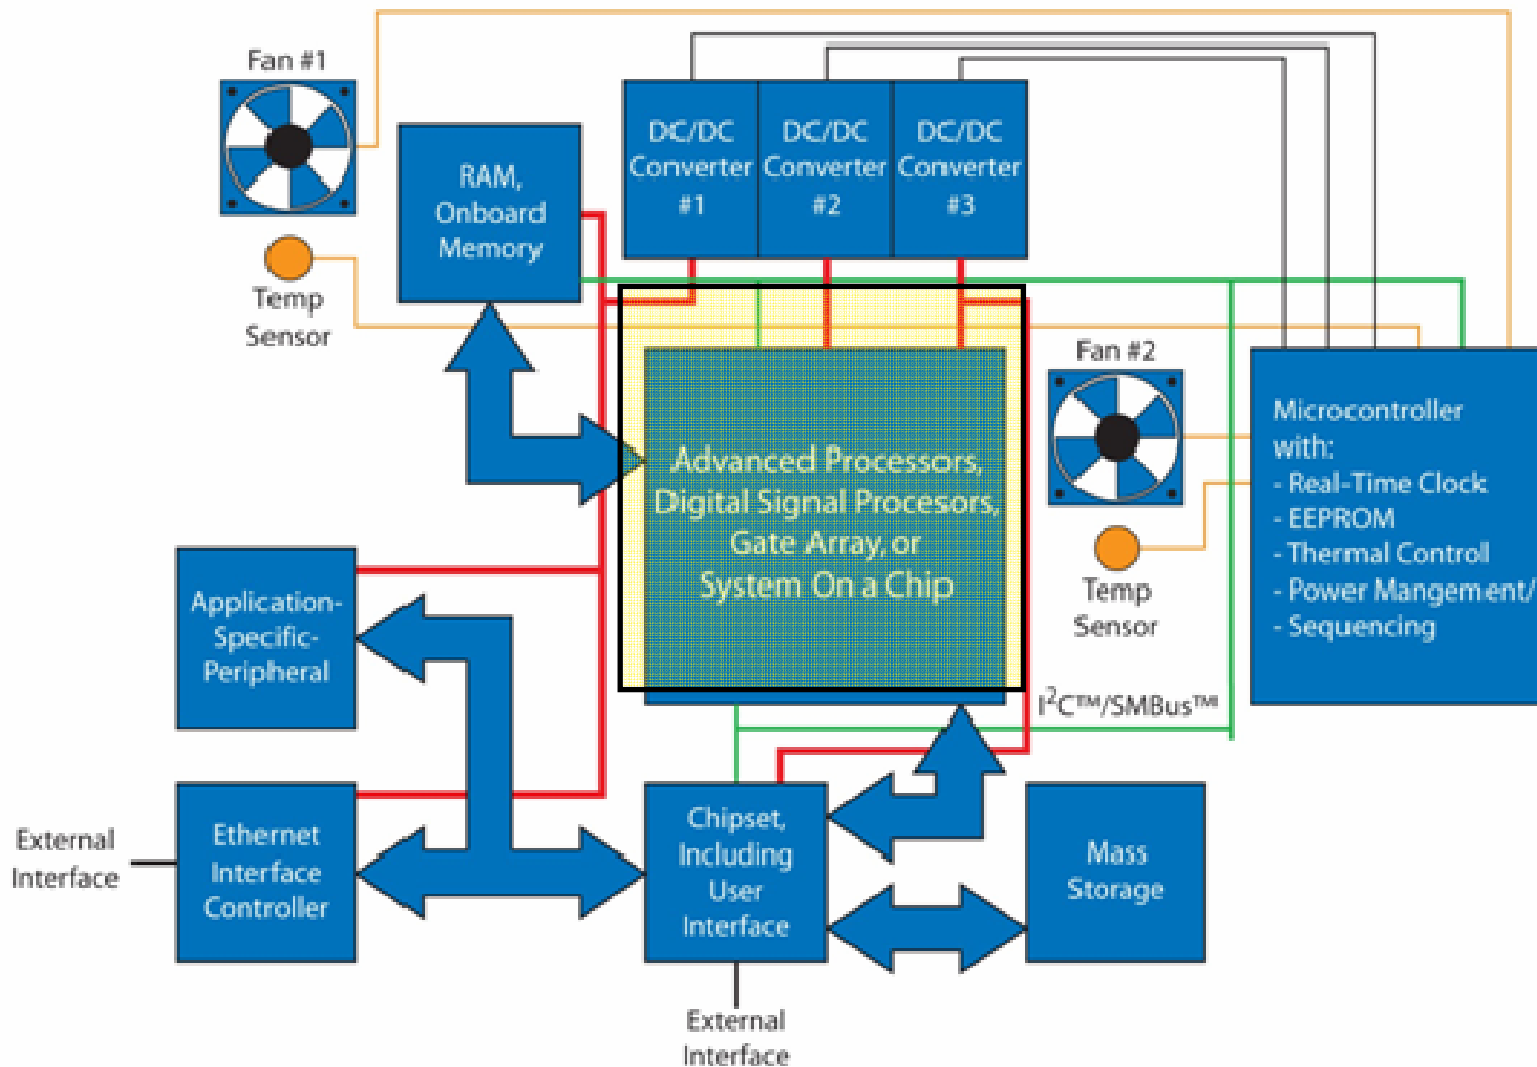 Fan #1
RAM,
Onboard
Memory
DC/DC
Converter
#1
DC/DC
Converter
#2
DC/DC
Converter
#3
Temp
Sensor
Fan #2
Advanced Processors,
Digital Signal Procesors,
Gate Array, or
System On a Chip
Microcontroller
with:
- Real-Time Clock
- EEPROM
- Thermal Controll
- Power Mangement/
- Sequencing
Temp
Sensor
Application-
Specific-
Peripheral
I²C™/SMBus™
External
Interface
Ethernet
Interface
Controller
Chipset,
Including
User
Interface
Mass
Storage
External
Interface